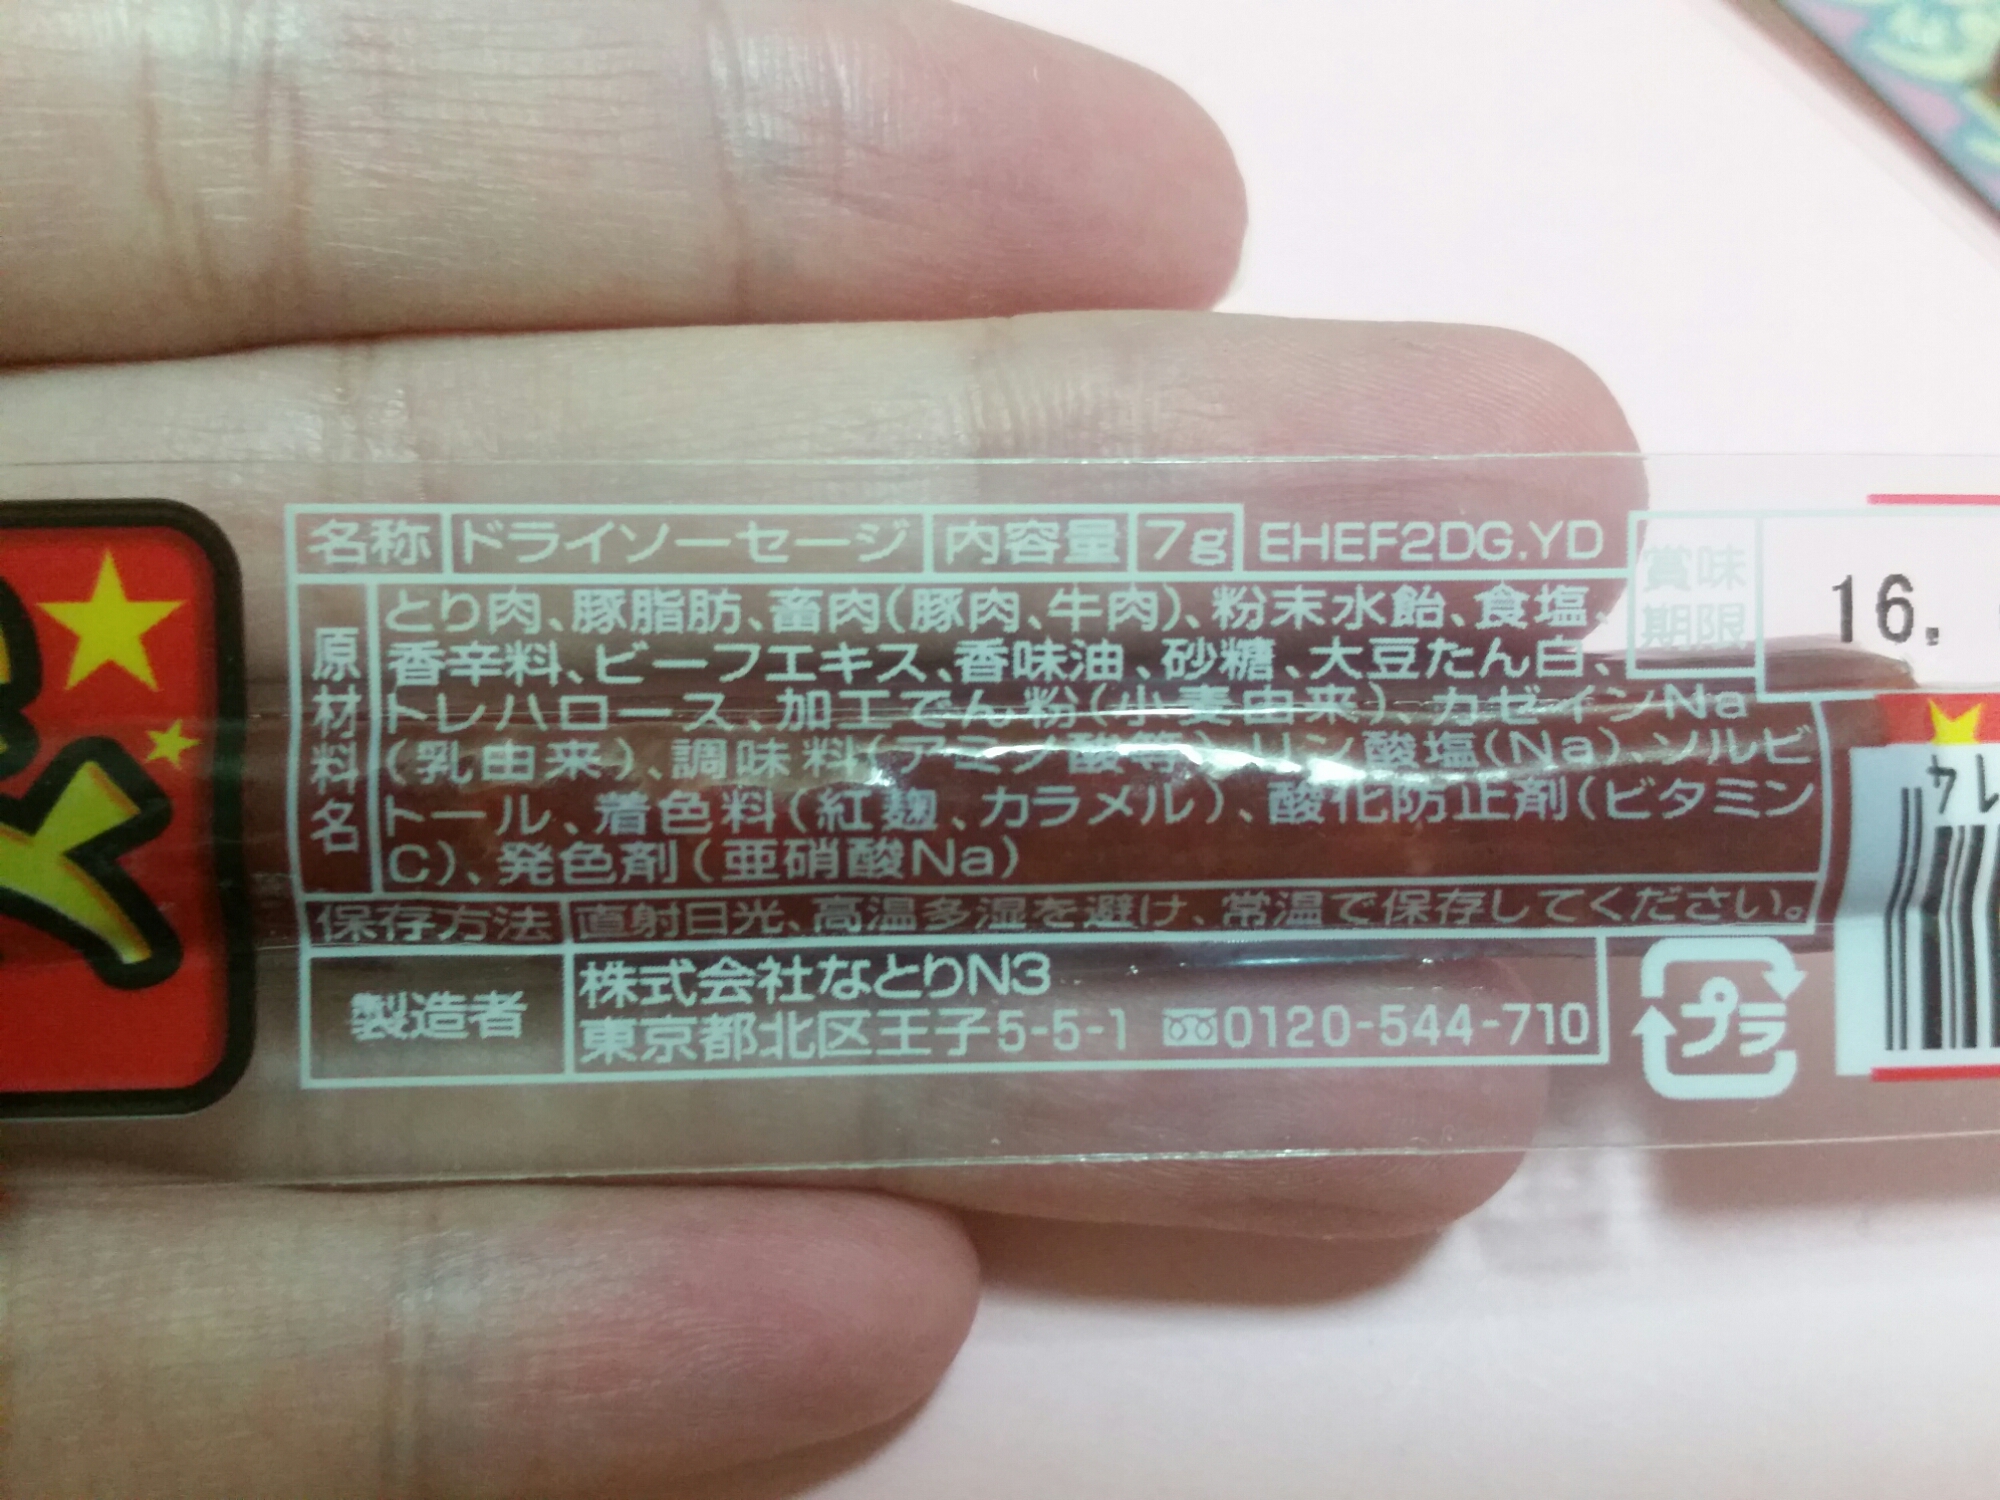 名称 ドライソーセージ 内容量 7g EHEF2DG.YD
賞味期限 16.
原材料名
とり肉、豚脂肪、畜肉(豚肉、牛肉)、粉末水飴、食塩、
香辛料、ビーフエキス、香味油、砂糖、大豆たん白、
トレハロース、加工でん粉(小麦由来)、カゼインNa
(乳由来)、調味料(アミノ酸等)、リン酸塩(Na)、ソルビ
トール、着色料(紅麹、カラメル)、酸化防止剤(ビタミン
C)、発色剤(亜硝酸Na)
保存方法 直射日光、高温多湿を避け、常温で保存してください。
製造者
株式会社なとりN3
東京都北区王子5-5-1 0120-544-710
プラ